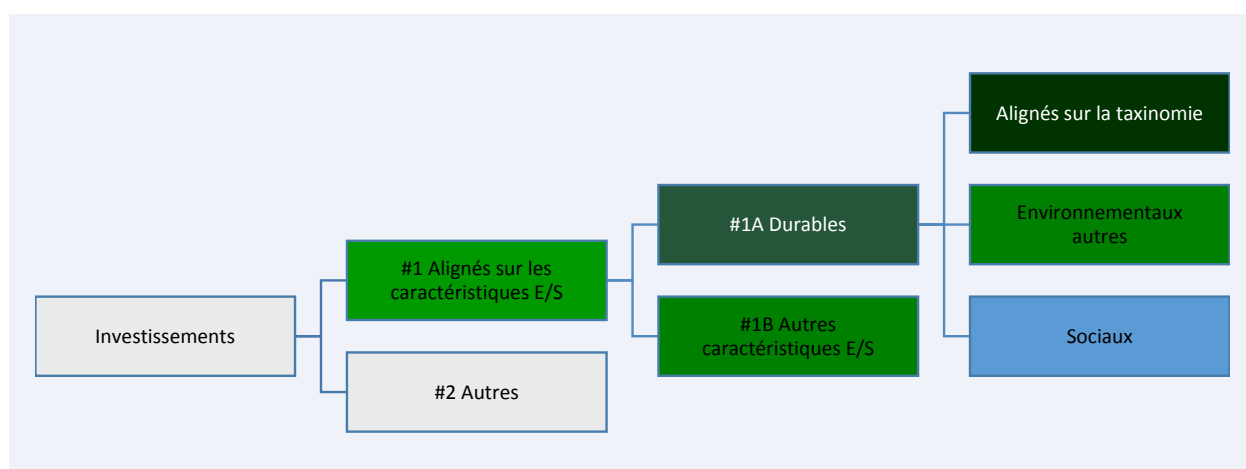 Investissements
#1 Alignés sur les
caractéristiques E/S
#2 Autres
#1A Durables
#1B Autres
caractéristiques E/S
Alignés sur la taxinomie
Environnementaux
autres
Sociaux